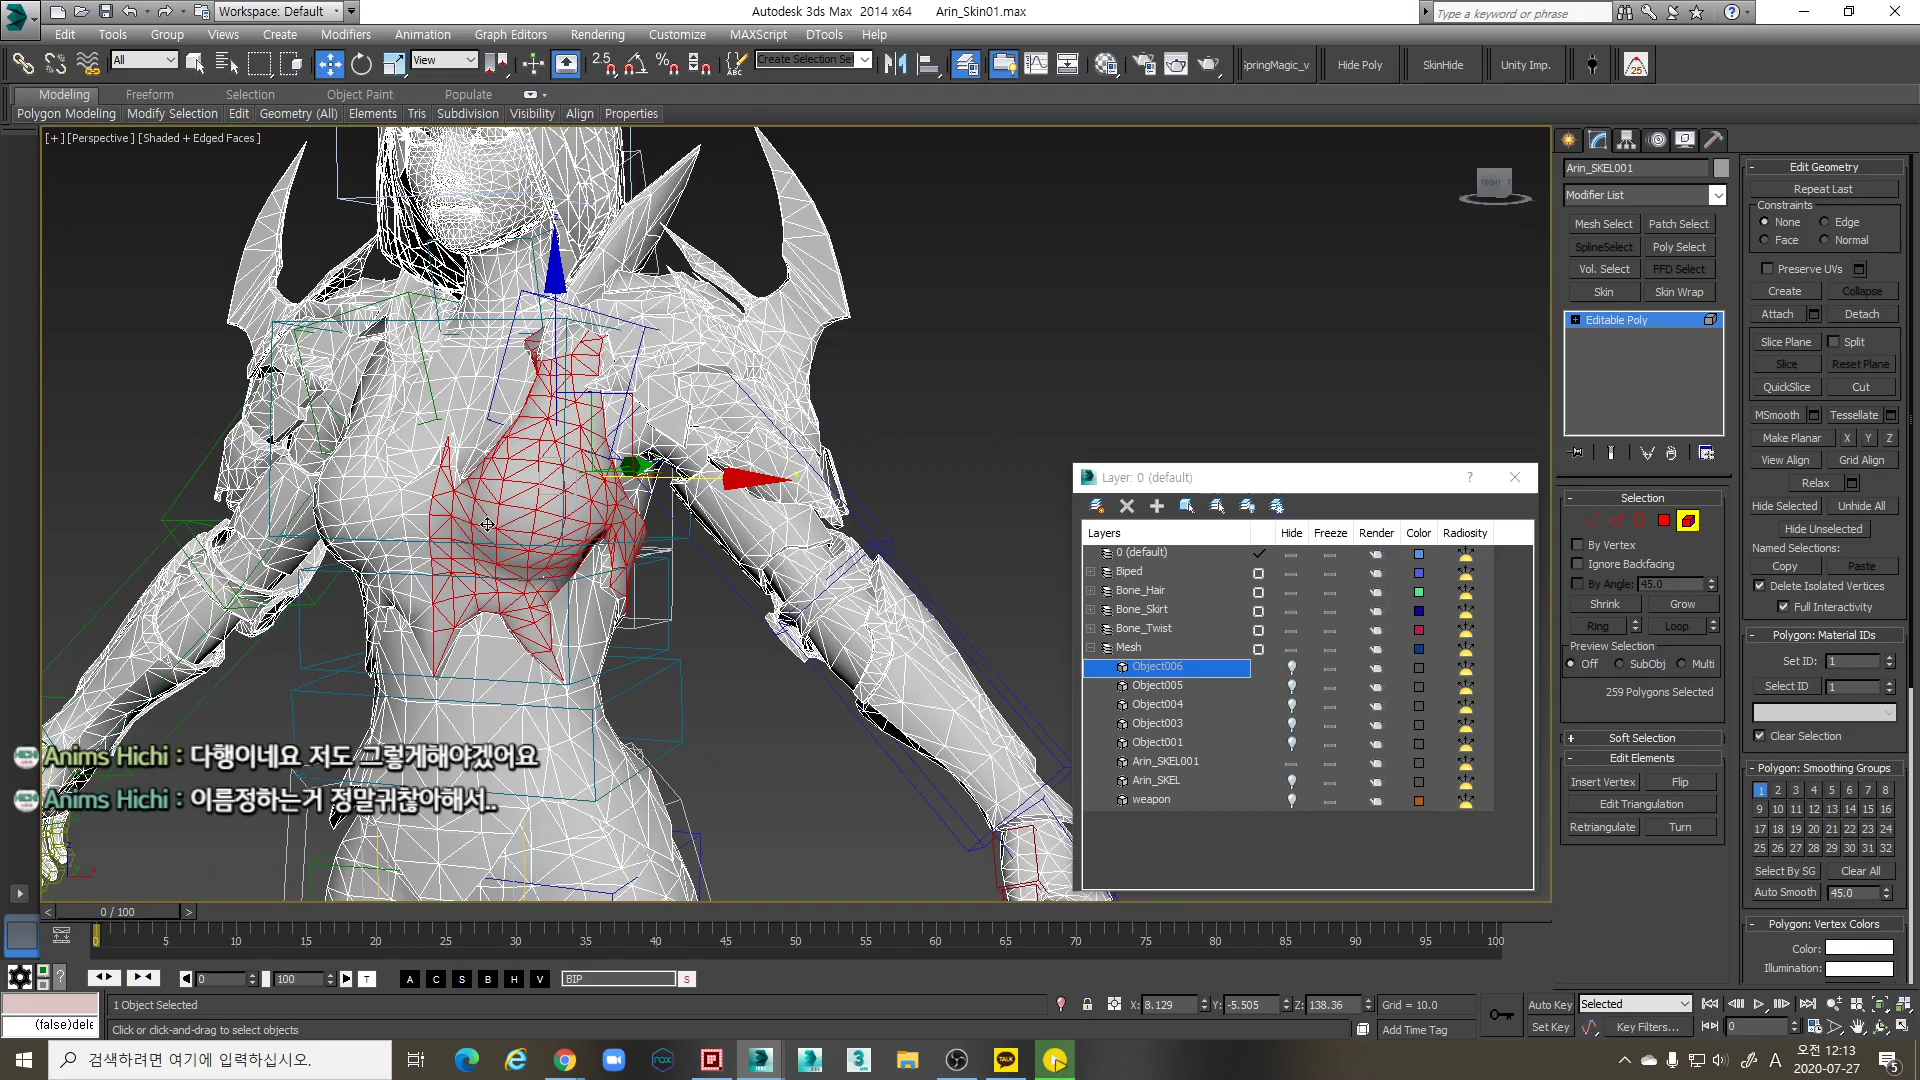 Workspace: Default
Autodesk 3ds Max  2014 x64
Arin_Skin01.max
Type a keyword or phrase
Edit Tools Group Views Create Modifiers Animation Graph Editors Rendering Customize MAXScript DTools Help
All
View
2.5
Create Selection Set
SpringMagic_v
Hide Poly
SkinHide
Unity Imp.
25
Modeling Freeform Selection Object Paint Populate
Polygon Modeling Modify Selection Edit Geometry (All) Elements Tris Subdivision Visibility Align Properties
[+] [Perspective] [Shaded + Edged Faces]
FRONT
Arin_SKEL001
Modifier List
Mesh Select Patch Select
SplineSelect Poly Select
Vol. Select FFD Select
Skin Skin Wrap
Editable Poly
Selection
By Vertex
Ignore Backfacing
By Angle: 45.0
Shrink Grow
Ring Loop
Preview Selection
Off SubObj Multi
259 Polygons Selected
Soft Selection
Edit Elements
Insert Vertex Flip
Edit Triangulation
Retriangulate Turn
Edit Geometry
Repeat Last
Constraints
None Edge
Face Normal
Preserve UVs
Create Collapse
Attach Detach
Slice Plane Split
Slice Reset Plane
QuickSlice Cut
MSmooth Tessellate
Make Planar X Y Z
View Align Grid Align
Relax
Hide Selected Unhide All
Hide Unselected
Named Selections:
Copy Paste
Delete Isolated Vertices
Full Interactivity
Polygon: Material IDs
Set ID: 1
Select ID 1
Clear Selection
Polygon: Smoothing Groups
1 2 3 4 5 6 7 8
9 10 11 12 13 14 15 16
17 18 19 20 21 22 23 24
25 26 27 28 29 30 31 32
Select By SG Clear All
Auto Smooth 45.0
Polygon: Vertex Colors
Color:
Illumination:
Layer: 0 (default)
?
Layers Hide Freeze Render Color Radiosity
0 (default)
Biped
Bone_Hair
Bone_Skirt
Bone_Twist
Mesh
Object006
Object005
Object004
Object003
Object001
Arin_SKEL001
Arin_SKEL
weapon
Anims Hichi : 다행이네요 저도 그렇게해야겠어요
Anims Hichi : 이름정하는거 정말귀찮아해서..
< 0 / 100 >
0 5 10 15 20 25 30 35 40 45 50 55 60 65 70 75 80 85 90 95 100
0 100 T A C S B H V BIP S
1 Object Selected
X: 8.129 Y: -5.505 Z: 138.36 Grid = 10.0
Auto Key Selected
(false)dele
Click or click-and-drag to select objects
Add Time Tag
Set Key Key Filters... 0
검색하려면 여기에 입력하십시오.
TALK
A
오전 12:13
2020-07-27
5